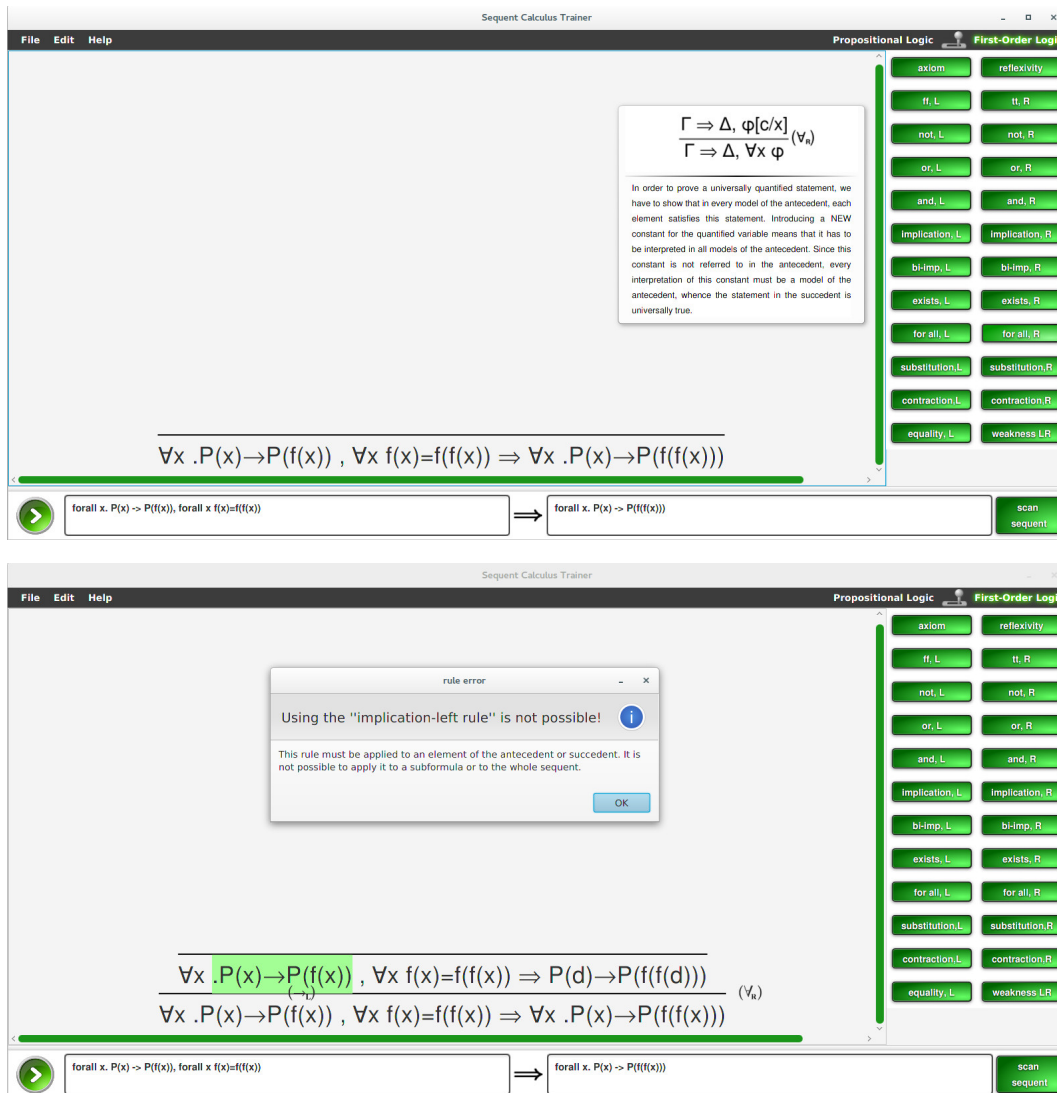 Sequent Calculus Trainer
File Edit Help
Propositional Logic First-Order Logi
axiom reflexivity
ff, L tt, R
not, L not, R
or, L or, R
and, L and, R
implication, L implication, R
bi-imp, L bi-imp, R
exists, L exists, R
for all, L for all, R
substitution,L substitution,R
contraction,L contraction,R
equality, L weakness LR
Γ ⇒ Δ, φ[c/x]
(∀R)
Γ ⇒ Δ, ∀x φ
In order to prove a universally quantified statement, we
have to show that in every model of the antecedent, each
element satisfies this statement. Introducing a NEW
constant for the quantified variable means that it has to
be interpreted in all models of the antecedent. Since this
constant is not referred to in the antecedent, every
interpretation of this constant must be a model of the
antecedent, whence the statement in the succedent is
universally true.
∀x .P(x)→P(f(x)) , ∀x f(x)=f(f(x)) ⇒ ∀x .P(x)→P(f(f(x)))
forall x. P(x) -> P(f(x)), forall x f(x)=f(f(x)) ⇒ forall x. P(x) -> P(f(f(x)))
scan
sequent
Sequent Calculus Trainer
File Edit Help
Propositional Logic First-Order Logi
axiom reflexivity
ff, L tt, R
not, L not, R
or, L or, R
and, L and, R
implication, L implication, R
bi-imp, L bi-imp, R
exists, L exists, R
for all, L for all, R
substitution,L substitution,R
contraction,L contraction,R
equality, L weakness LR
rule error
Using the "implication-left rule" is not possible!
This rule must be applied to an element of the antecedent or succedent. It is
not possible to apply it to a subformula or to the whole sequent.
OK
∀x .P(x)→P(f(x)) , ∀x f(x)=f(f(x)) ⇒ P(d)→P(f(f(d)))
(→L)
(∀R)
∀x .P(x)→P(f(x)) , ∀x f(x)=f(f(x)) ⇒ ∀x .P(x)→P(f(f(x)))
forall x. P(x) -> P(f(x)), forall x f(x)=f(f(x)) ⇒ forall x. P(x) -> P(f(f(x)))
scan
sequent